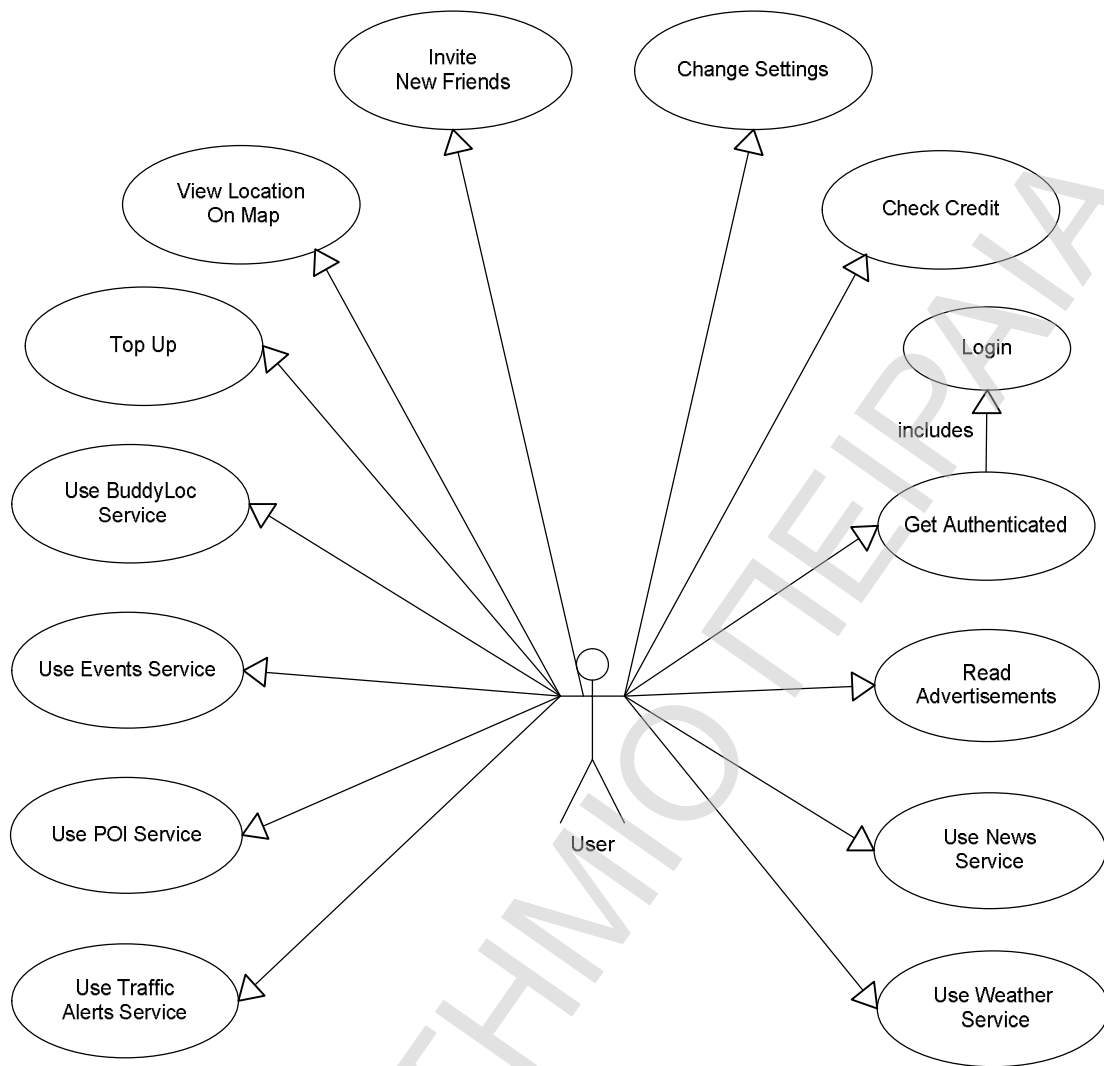 Invite
New Friends
Change Settings
View Location
On Map
Check Credit
Top Up
Login
includes
Use BuddyLoc
Service
Get Authenticated
Use Events Service
Read
Advertisements
User
Use POI Service
Use News
Service
Use Traffic
Alerts Service
Use Weather
Service
ΤΗΜΙΟ ΠΕΙΡΑΙΑ